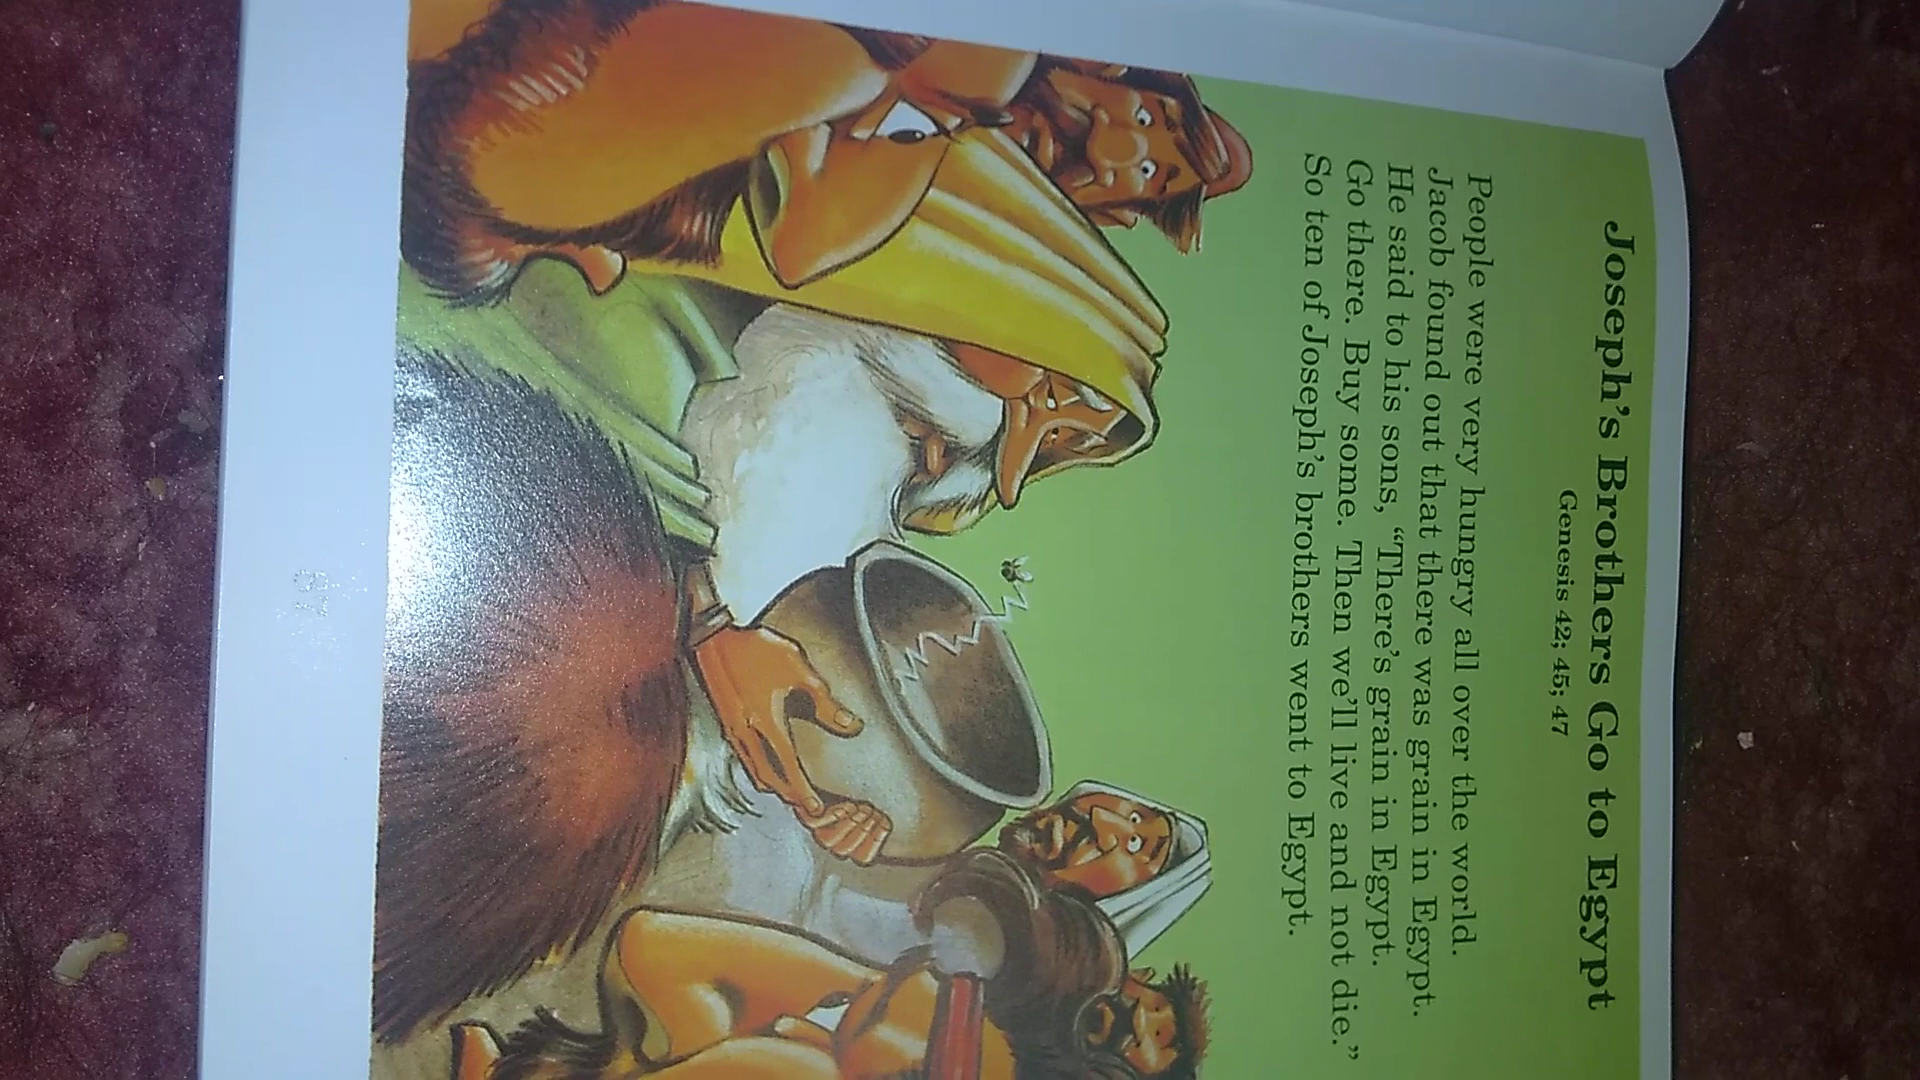 Joseph's Brothers Go to Egypt
Genesis 42; 45; 47
People were very hungry all over the world.
Jacob found out that there was grain in Egypt.
He said to his sons, “There's grain in Egypt.
Go there. Buy some. Then we'll live and not die.”
So ten of Joseph's brothers went to Egypt.